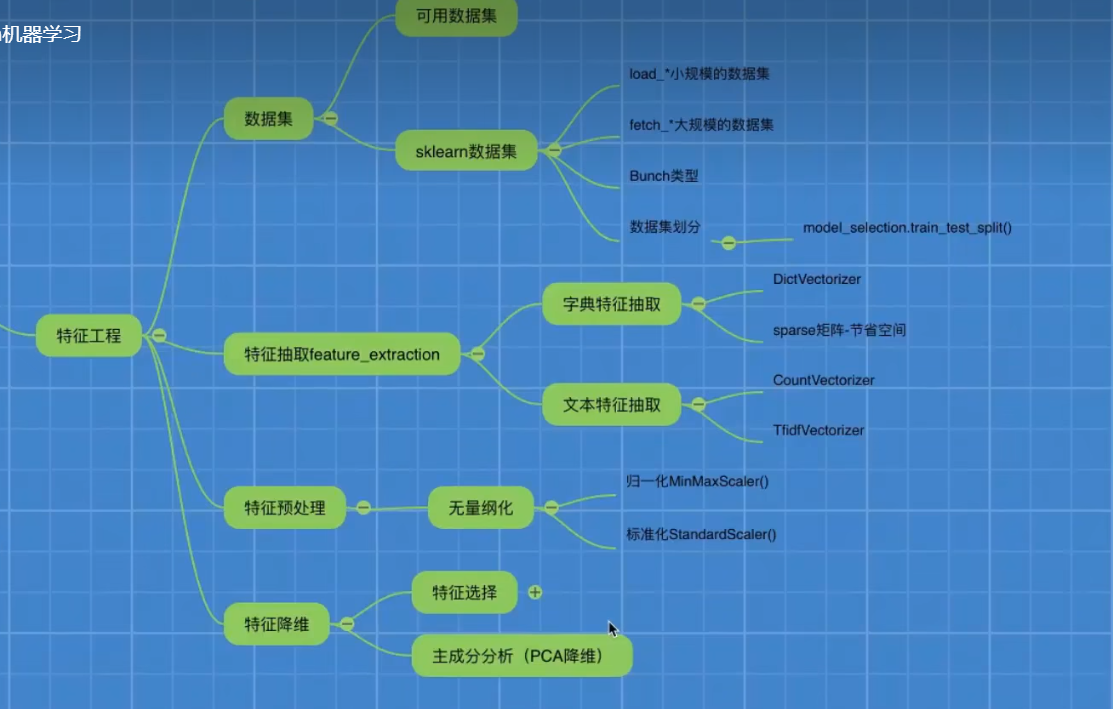 机器学习
可用数据集
数据集
sklearn数据集
load_*小规模的数据集
fetch_*大规模的数据集
Bunch类型
数据集划分
model_selection.train_test_split()
特征工程
特征抽取feature_extraction
字典特征抽取
DictVectorizer
sparse矩阵-节省空间
文本特征抽取
CountVectorizer
TfidfVectorizer
特征预处理
无量纲化
归一化MinMaxScaler()
标准化StandardScaler()
特征降维
特征选择
主成分分析（PCA降维）